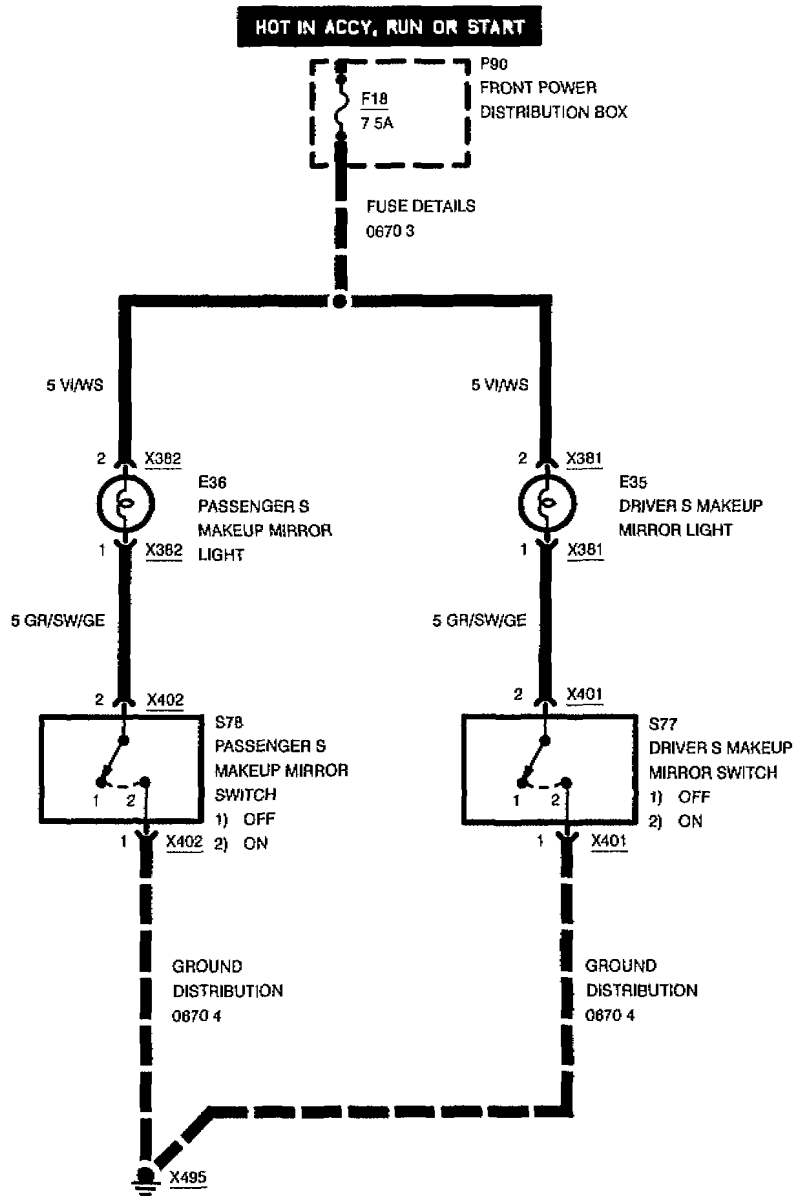 HOT IN ACCY, RUN OR START
P90
FRONT POWER
DISTRIBUTION BOX
F18
7 5A
FUSE DETAILS
0670 3
5 VI/WS
5 VI/WS
2 X382
E36
PASSENGER S
MAKEUP MIRROR
LIGHT
1 X382
2 X381
E35
DRIVER S MAKEUP
MIRROR LIGHT
1 X381
5 GR/SW/GE
5 GR/SW/GE
2 X402
S78
PASSENGER S
MAKEUP MIRROR
SWITCH
1) OFF
2) ON
1 2
1 X402
2 X401
S77
DRIVER S MAKEUP
MIRROR SWITCH
1) OFF
2) ON
1 2
1 X401
GROUND
DISTRIBUTION
0670 4
GROUND
DISTRIBUTION
0670 4
X495